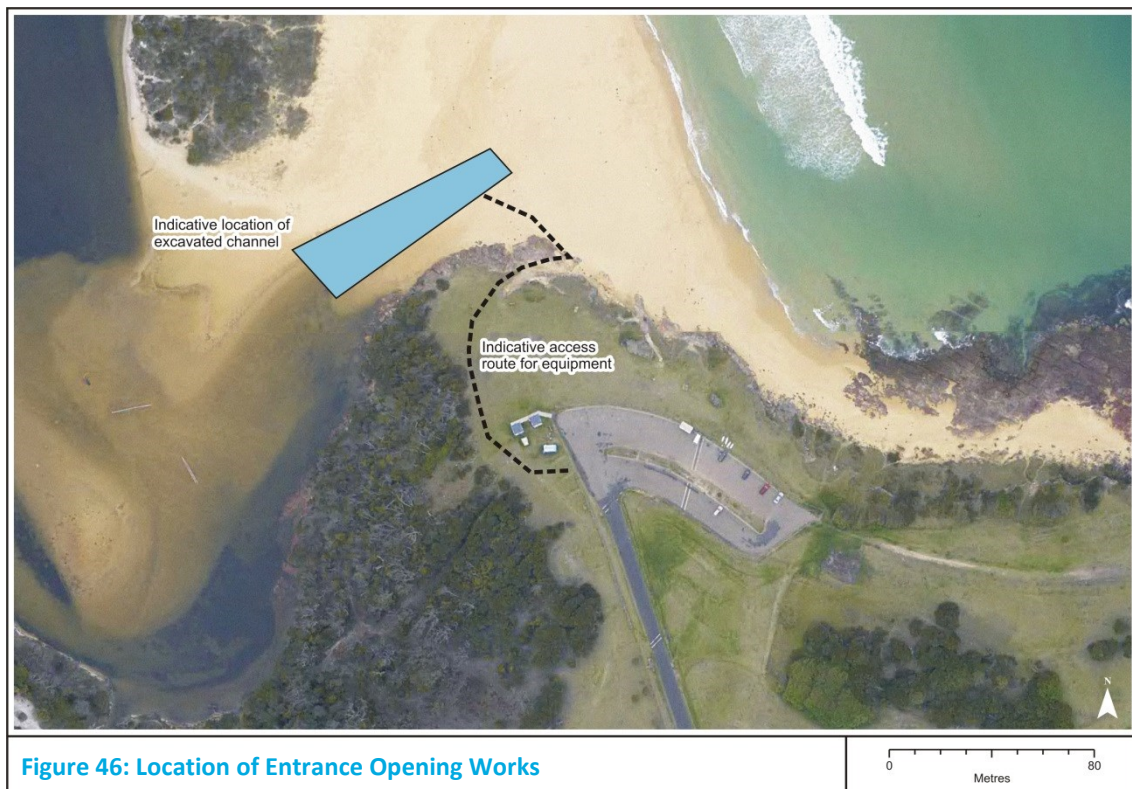 Indicative location of
excavated channel
Indicative access
route for equipment
N
Figure 46: Location of Entrance Opening Works
0 80
Metres